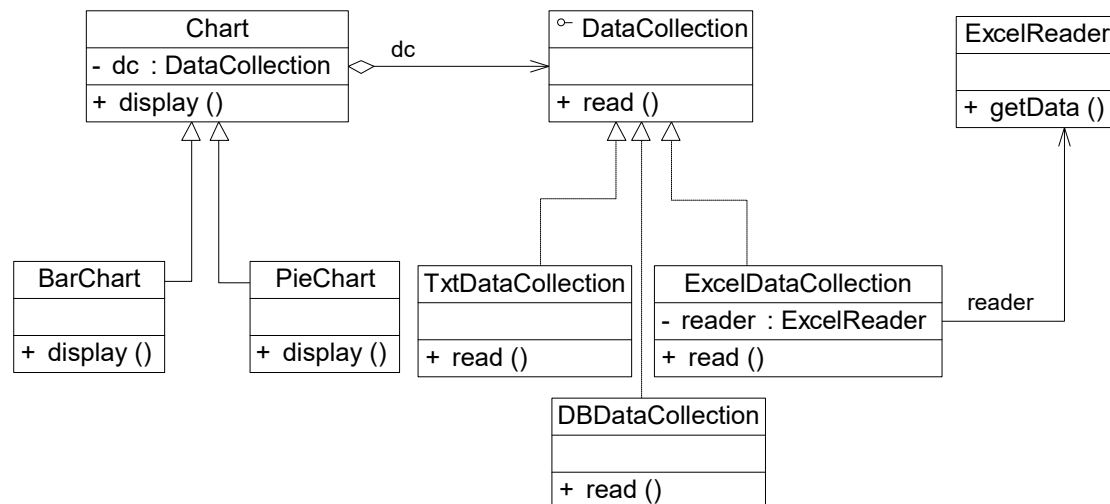 Chart
- dc : DataCollection
+ display ()
dc
DataCollection
+ read ()
ExcelReader
+ getData ()
BarChart
+ display ()
PieChart
+ display ()
TxtDataCollection
+ read ()
ExcelDataCollection
- reader : ExcelReader
+ read ()
reader
DBDataCollection
+ read ()